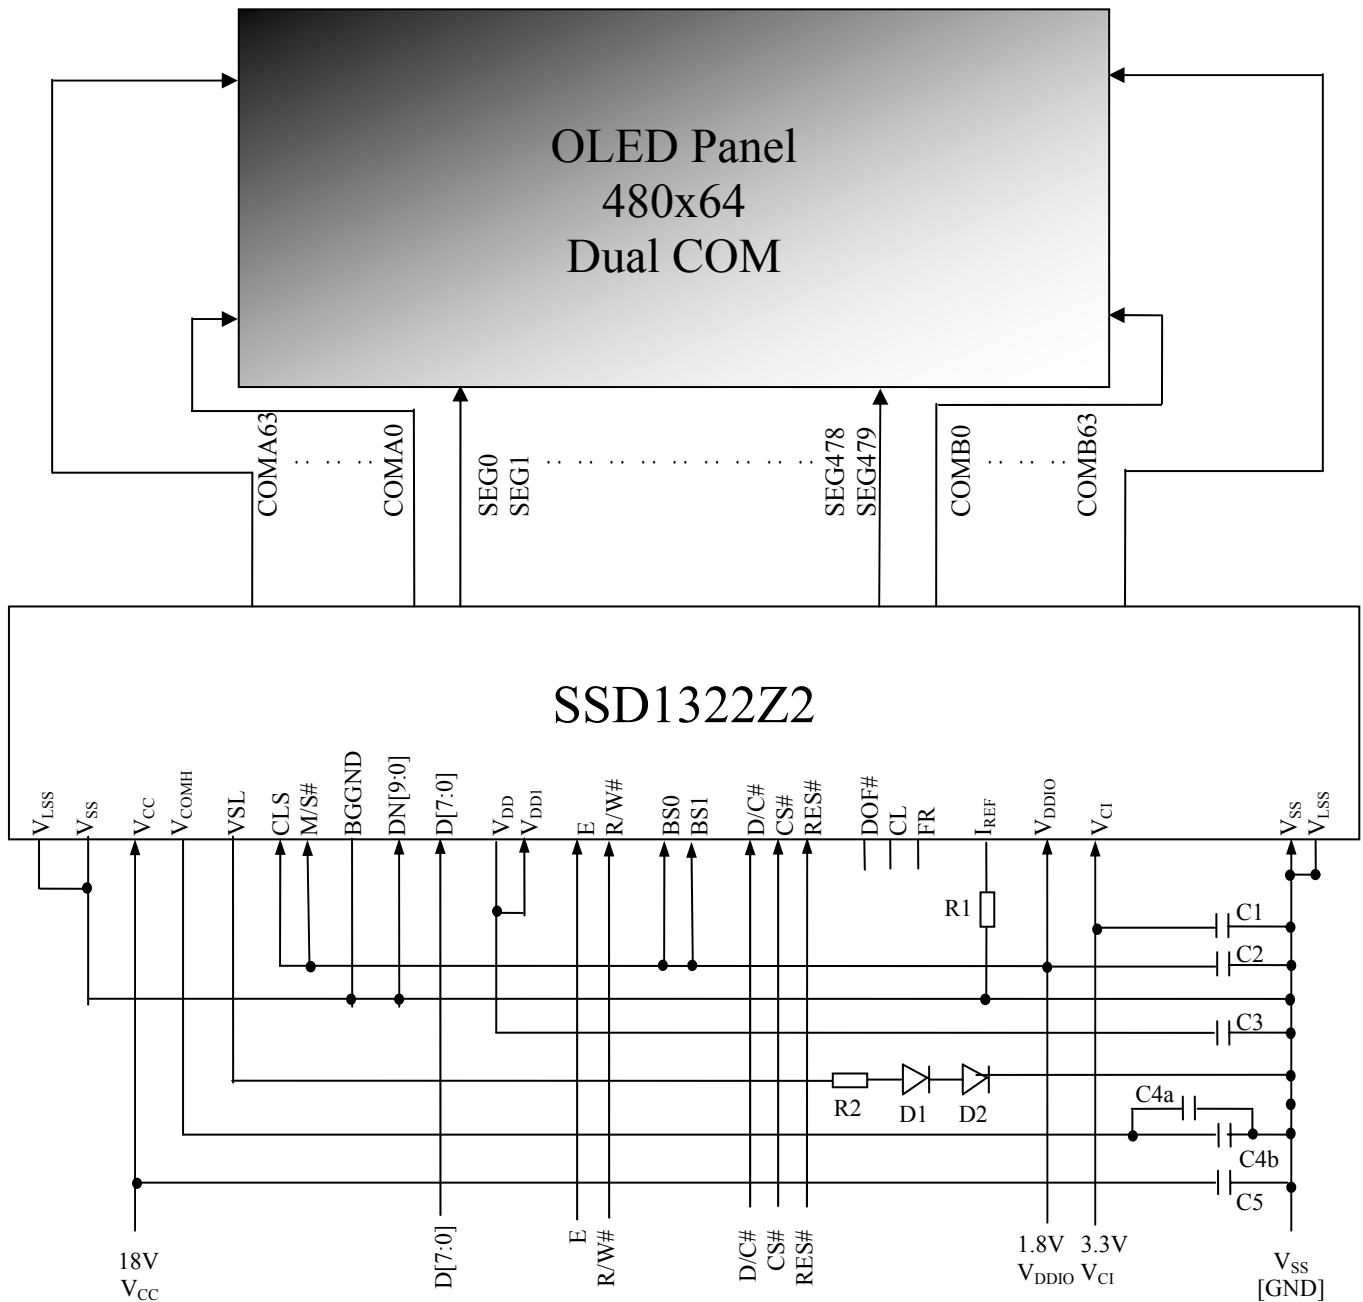 OLED Panel
480x64
Dual COM
COMA63
.. .. .. ..
COMA0
SEG0
SEG1
.. .. .. .. .. .. .. .. .. ..
SEG478
SEG479
COMB0
.. .. .. ..
COMB63
SSD1322Z2
VLSS
VSS
VCC
VCOMH
VSL
CLS
M/S#
BGGND
DN[9:0]
D[7:0]
VDD
VDD1
E
R/W#
BS0
BS1
D/C#
CS#
RES#
DOF#
CL
FR
IREF
VDDIO
VCI
VSS
VLSS
R1
C1
C2
C3
R2
D1
D2
C4a
C4b
C5
18V
VCC
D[7:0]
E
R/W#
D/C#
CS#
RES#
1.8V 3.3V
VDDIO VCI
VSS
[GND]